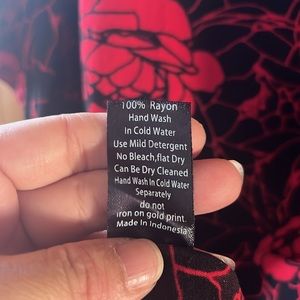 100% Rayon
Hand Wash
In Cold Water
Use Mild Detergent
No Bleach,flat Dry
Can Be Dry Cleaned
Hand Wash In Cold Water
Separately
do not
iron on gold print.
Made In Indonesia